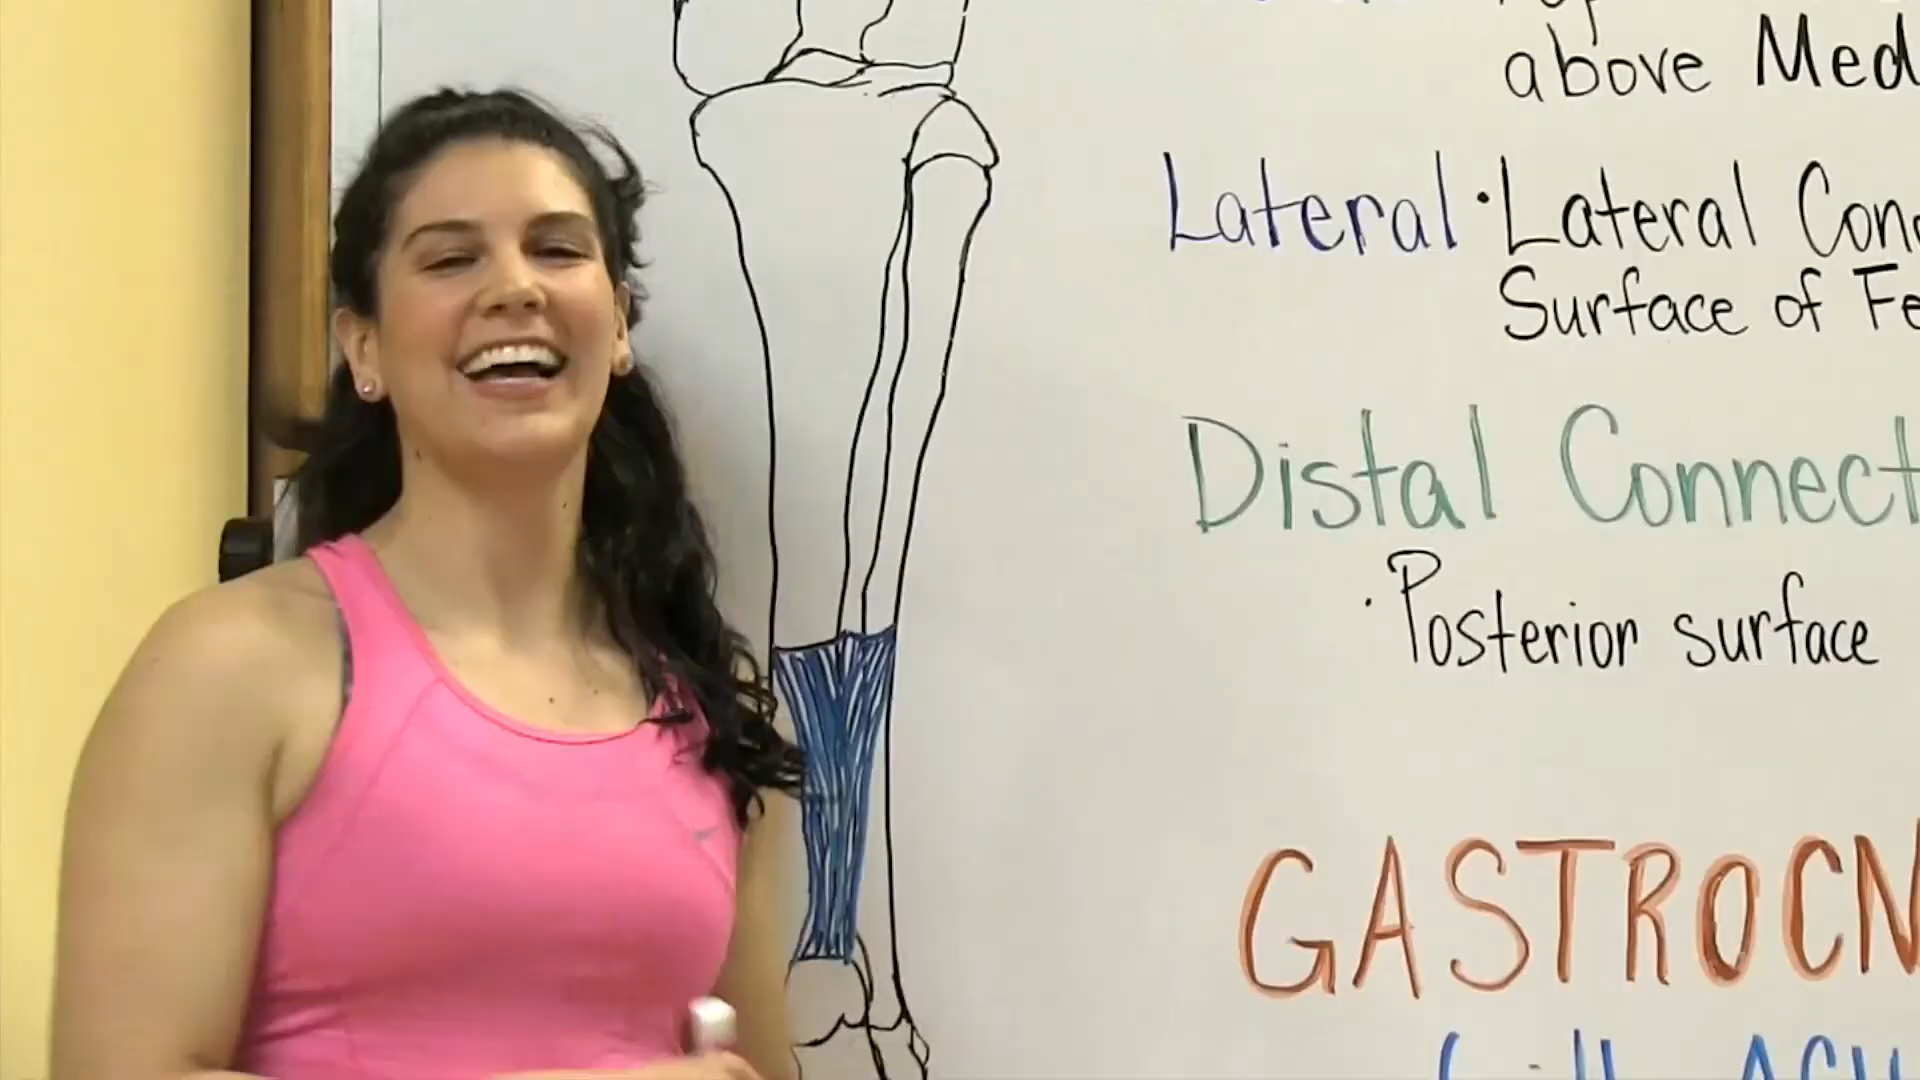 above Med
Lateral • Lateral Con
Surface of Fe
Distal Connect
• Posterior surface
GASTROCN